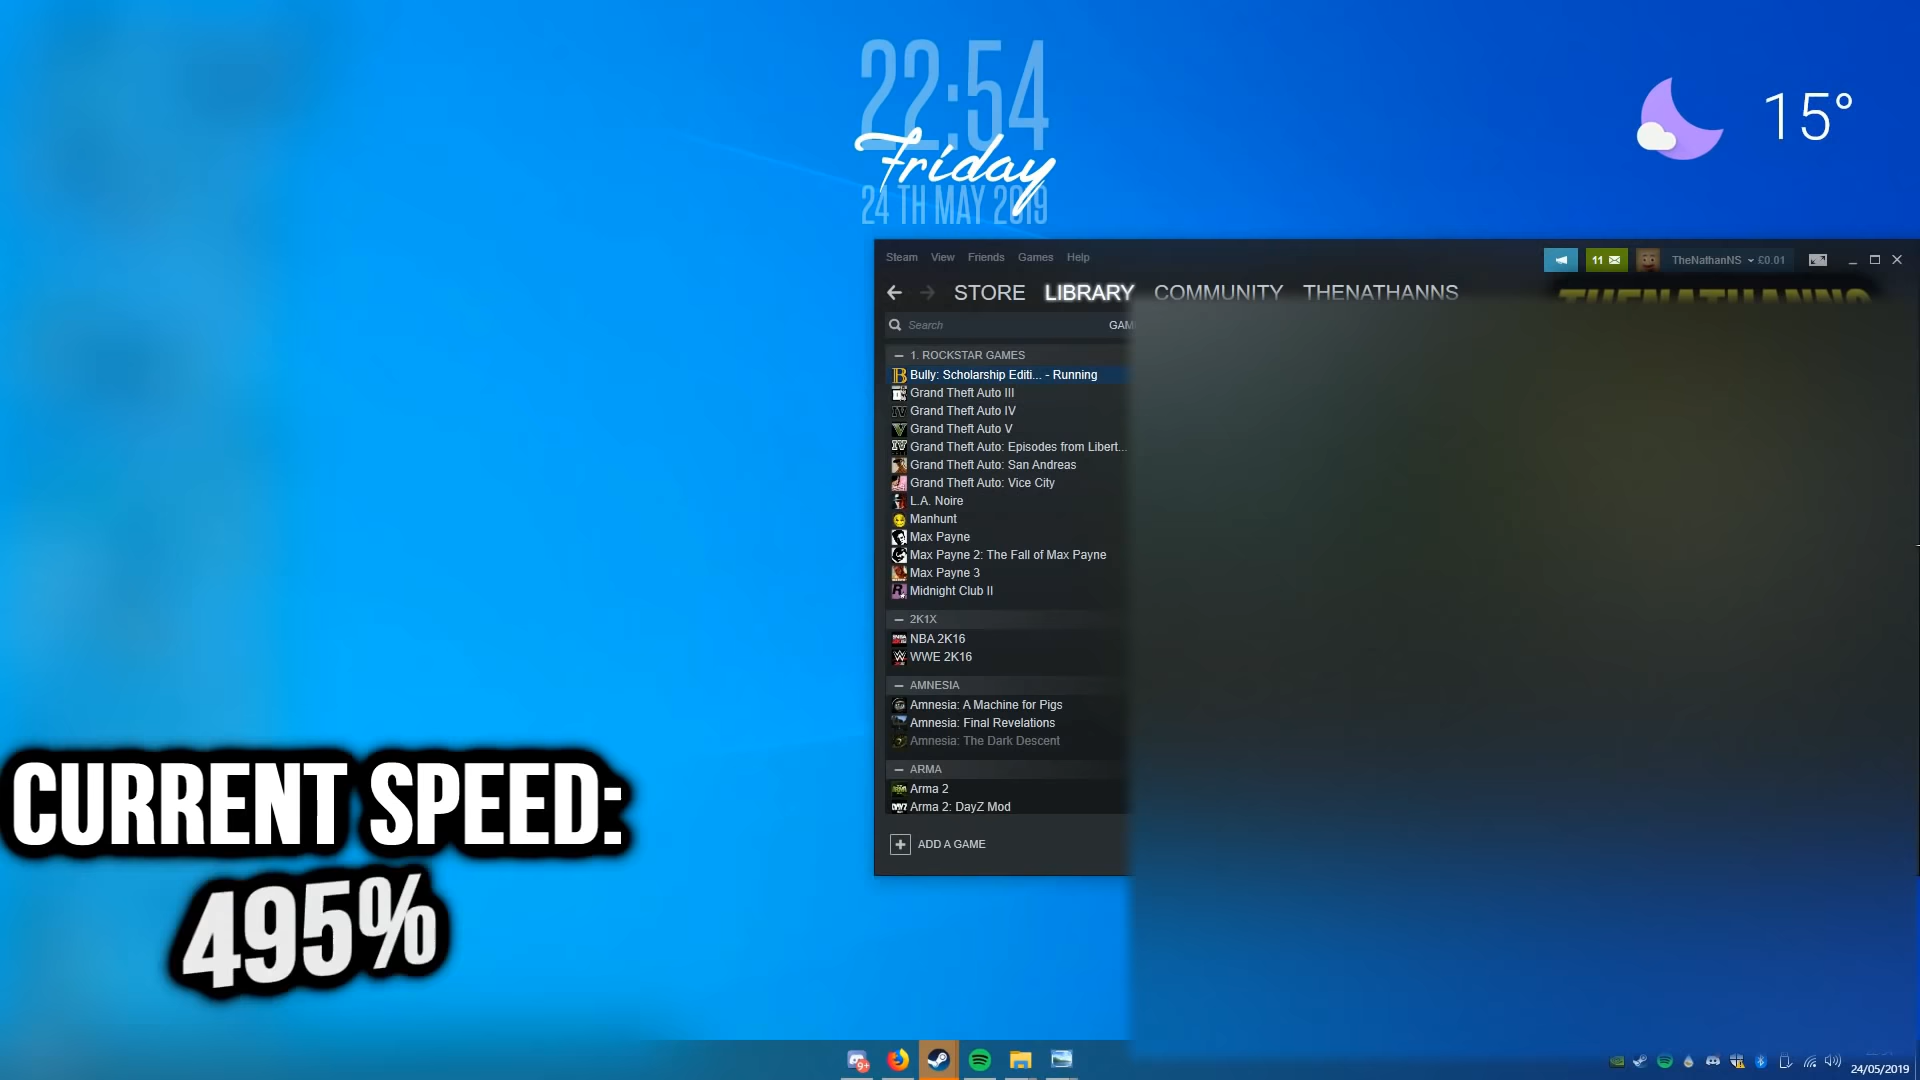 22:54
Friday
24 TH MAY 2019
15°
Steam View Friends Games Help
11
TheNathanNS £0.01
STORE LIBRARY COMMUNITY THENATHANNS
THENATHANNS
Search
GAM
1. ROCKSTAR GAMES
Bully: Scholarship Editi... - Running
Grand Theft Auto III
Grand Theft Auto IV
Grand Theft Auto V
Grand Theft Auto: Episodes from Libert...
Grand Theft Auto: San Andreas
Grand Theft Auto: Vice City
L.A. Noire
Manhunt
Max Payne
Max Payne 2: The Fall of Max Payne
Max Payne 3
Midnight Club II
2K1X
NBA 2K16
WWE 2K16
AMNESIA
Amnesia: A Machine for Pigs
Amnesia: Final Revelations
Amnesia: The Dark Descent
ARMA
Arma 2
Arma 2: DayZ Mod
ADD A GAME
CURRENT SPEED:
495%
9+
24/05/2019